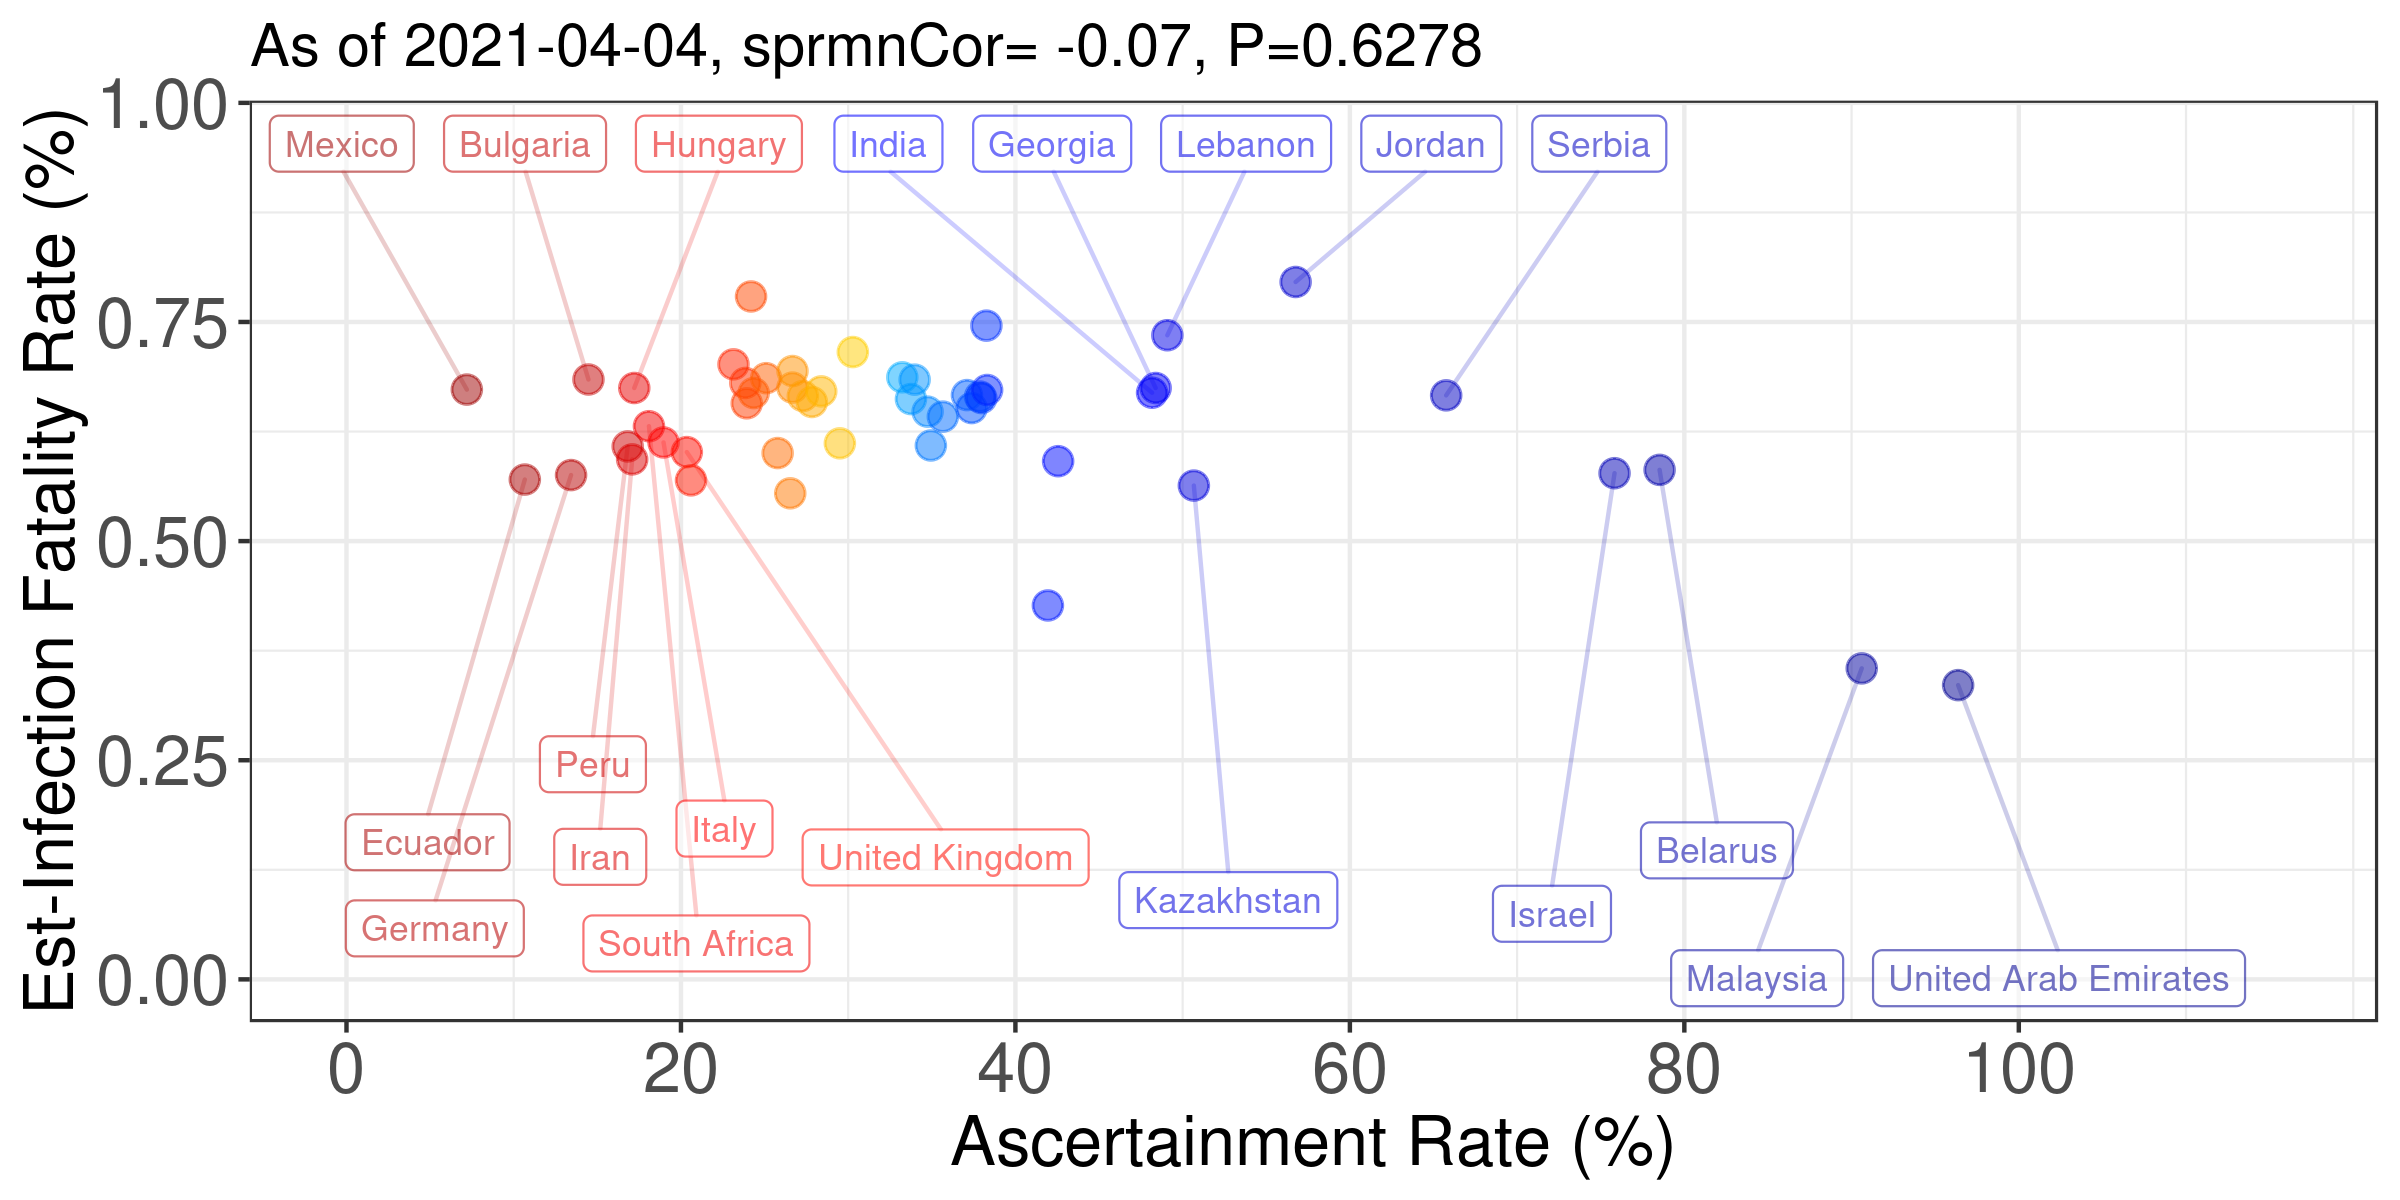 As of 2021-04-04, sprmnCor= -0.07, P=0.6278
Est-Infection Fatality Rate (%)
1.00
0.75
0.50
0.25
0.00
Mexico
Bulgaria
Hungary
India
Georgia
Lebanon
Jordan
Serbia
Peru
Ecuador
Iran
Italy
United Kingdom
Germany
South Africa
Kazakhstan
Israel
Belarus
Malaysia
United Arab Emirates
0
20
40
60
80
100
Ascertainment Rate (%)